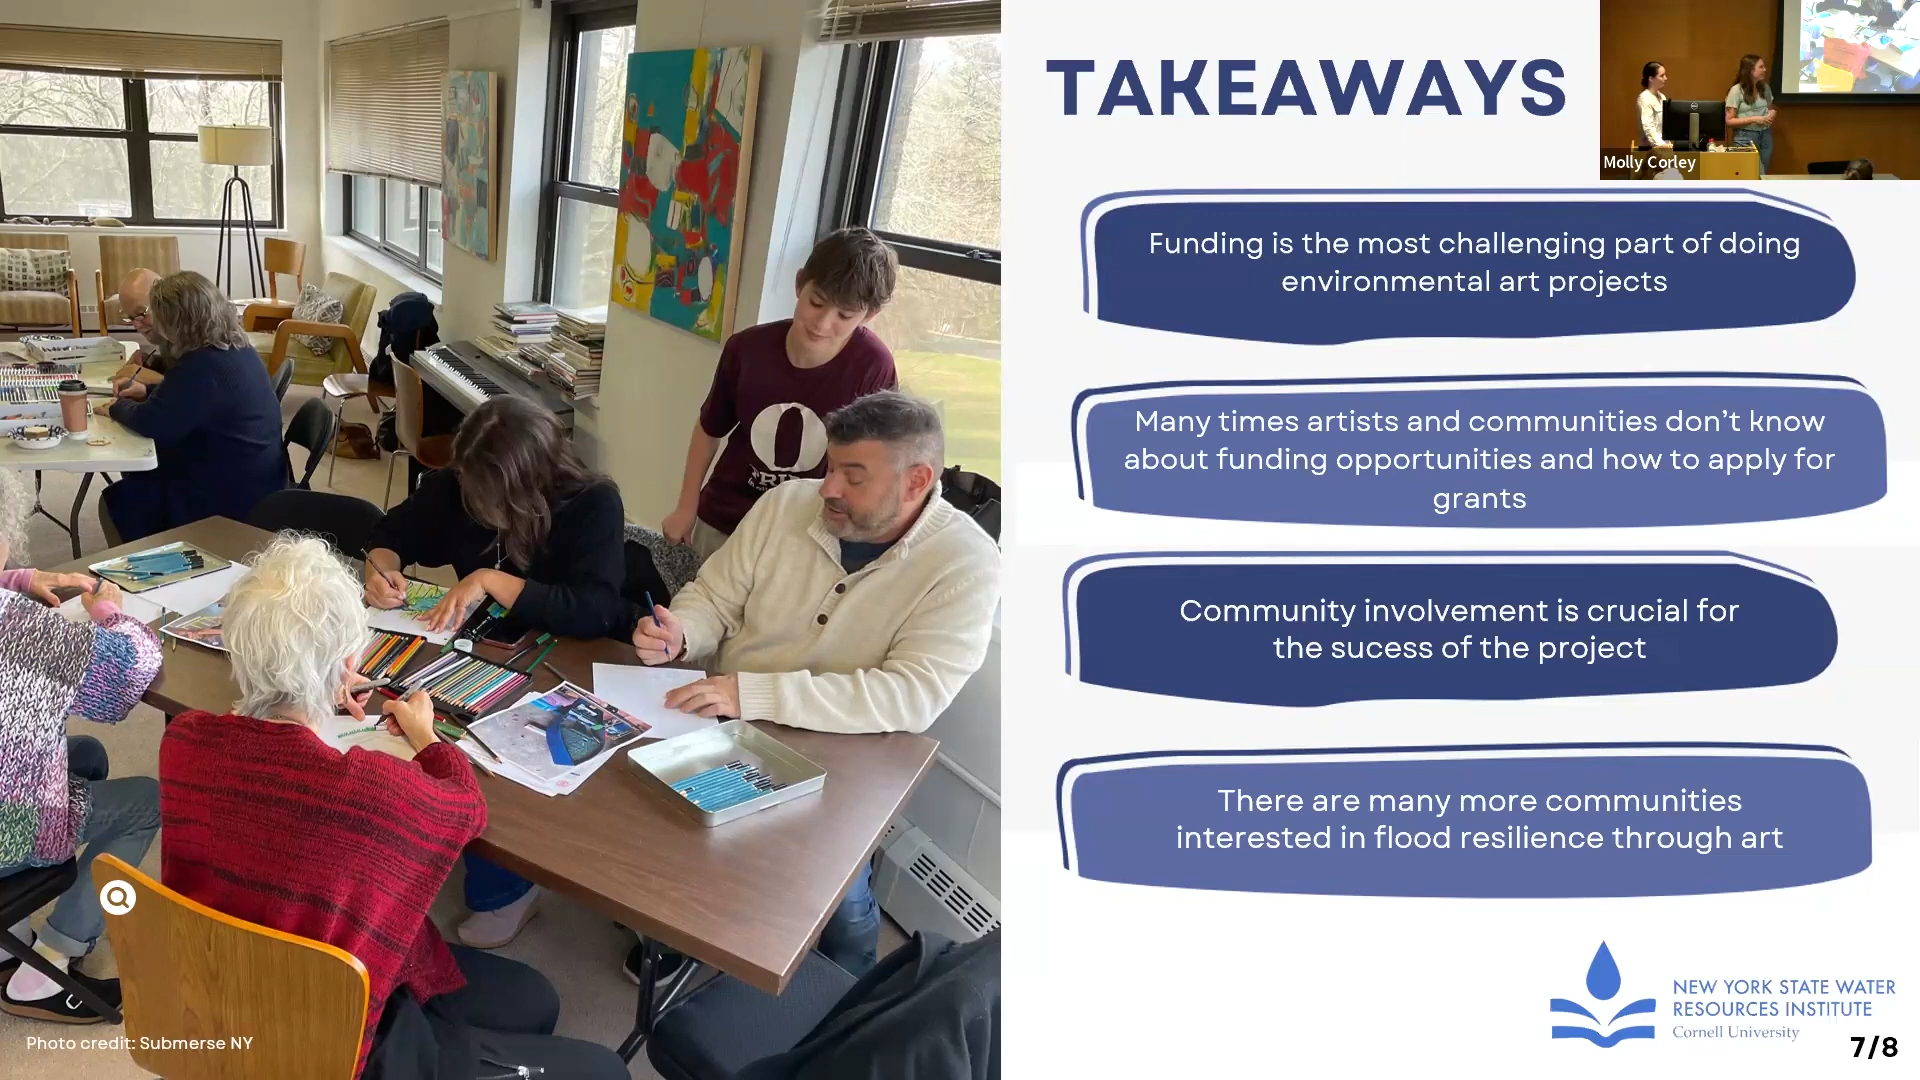 TAKEAWAYS
Molly Corley
Funding is the most challenging part of doing
environmental art projects
Many times artists and communities don't know
about funding opportunities and how to apply for
grants
Community involvement is crucial for
the sucess of the project
There are many more communities
interested in flood resilience through art
NEW YORK STATE WATER
RESOURCES INSTITUTE
Cornell University
7/8
Photo credit: Submerse NY